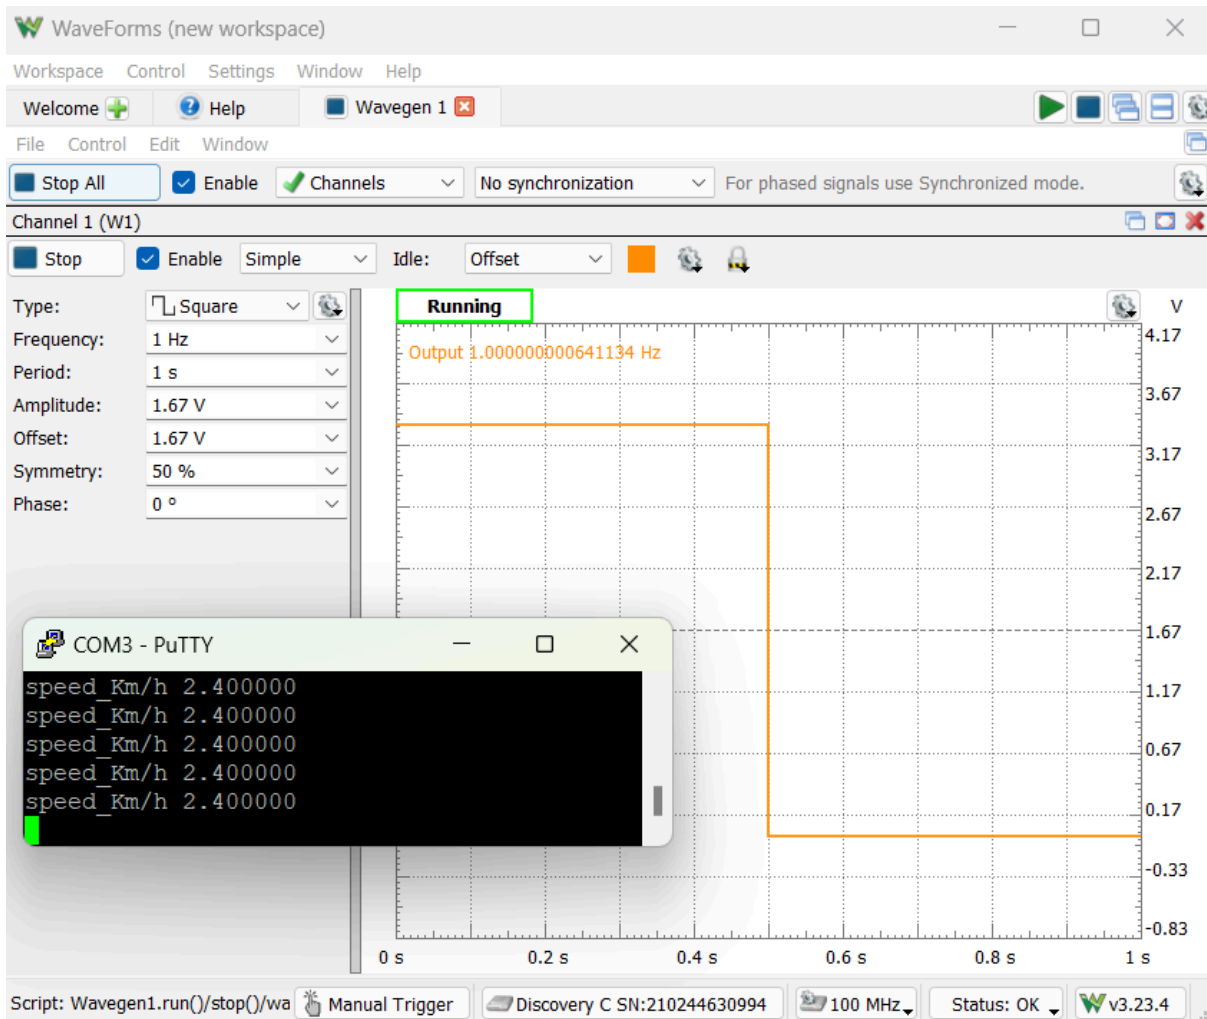 WaveForms (new workspace)
Workspace Control Settings Window Help
Welcome Help Wavegen 1
File Control Edit Window
Stop All Enable Channels No synchronization For phased signals use Synchronized mode.
Channel 1 (W1)
Stop Enable Simple Idle: Offset
Type: Square
Frequency: 1 Hz
Period: 1 s
Amplitude: 1.67 V
Offset: 1.67 V
Symmetry: 50 %
Phase: 0 º
Running V
Output 1.000000000641134 Hz
4.17
3.67
3.17
2.67
2.17
1.67
1.17
0.67
0.17
-0.33
-0.83
0 s 0.2 s 0.4 s 0.6 s 0.8 s 1 s
COM3 - PuTTY
speed_Km/h 2.400000
speed_Km/h 2.400000
speed_Km/h 2.400000
speed_Km/h 2.400000
speed_Km/h 2.400000
Script: Wavegen1.run()/stop()/wa Manual Trigger Discovery C SN:210244630994 100 MHz Status: OK v3.23.4